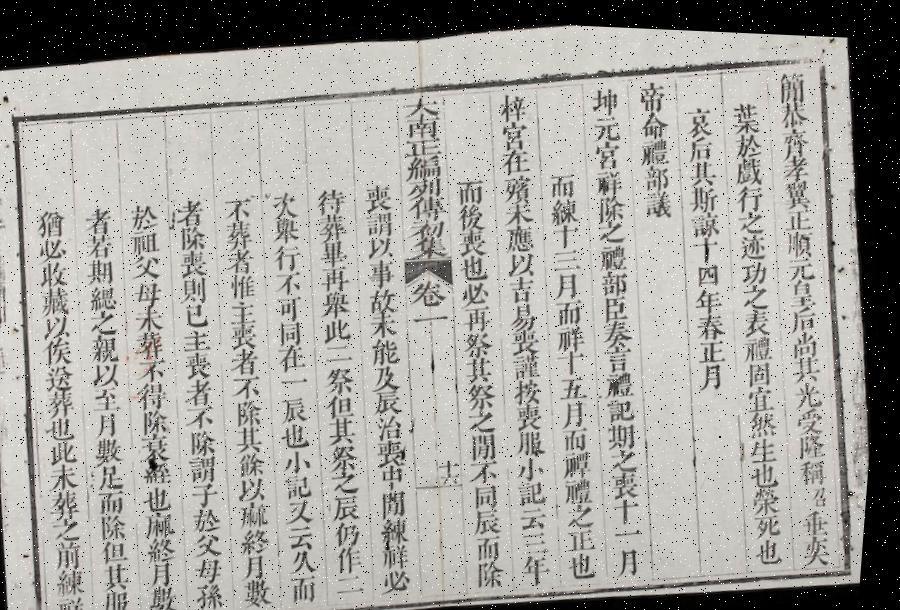 簡恭齊孝翼正順元皇后尚其光受隆稱召垂奕
葉於戲行之迹功之表禮固宜然生也榮死也
哀后其斯諒十四年春正月
帝命禮部議
坤元宮祥除之禮部臣奏言禮記期之喪十一月
而練十三月而祥十五月而禫禮之正也
梓宮在殯未應以吉易喪謹按喪服小記云三年
而後喪也必再祭其祭之間不同辰而除
大南正編列傳初集 卷一 十六
喪謂以事故未能及辰治喪中間練祥必
待葬畢再舉此二祭但其祭之辰仍作二
次舉行不可同在一辰也小記又云久而
不葬者惟主喪者不除其餘以麻終月數
者除喪則已主喪者不除謂子於父母孫
於祖父母未葬不得除衰絰也麻終月數
者若期緦之親以至月數足而除但其服
猶必收藏以俟送葬也此未葬之前練祥